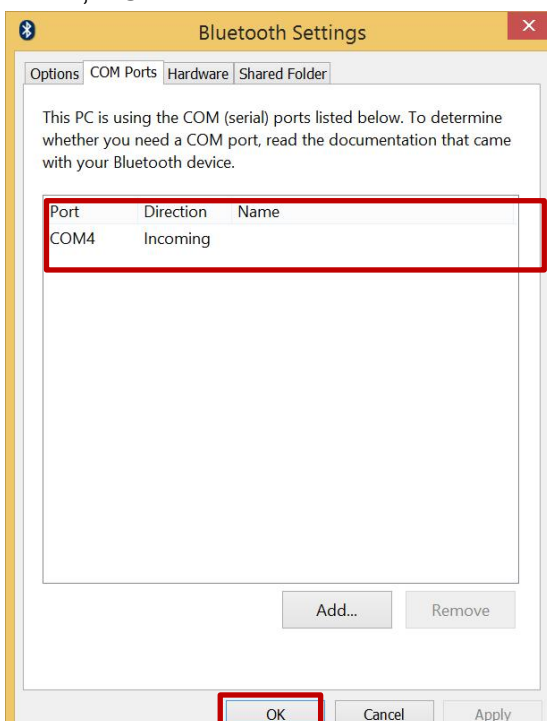 Bluetooth Settings
Options COM Ports Hardware Shared Folder
This PC is using the COM (serial) ports listed below. To determine
whether you need a COM port, read the documentation that came
with your Bluetooth device.
Port Direction Name
COM4 Incoming
Add... Remove
OK Cancel Apply